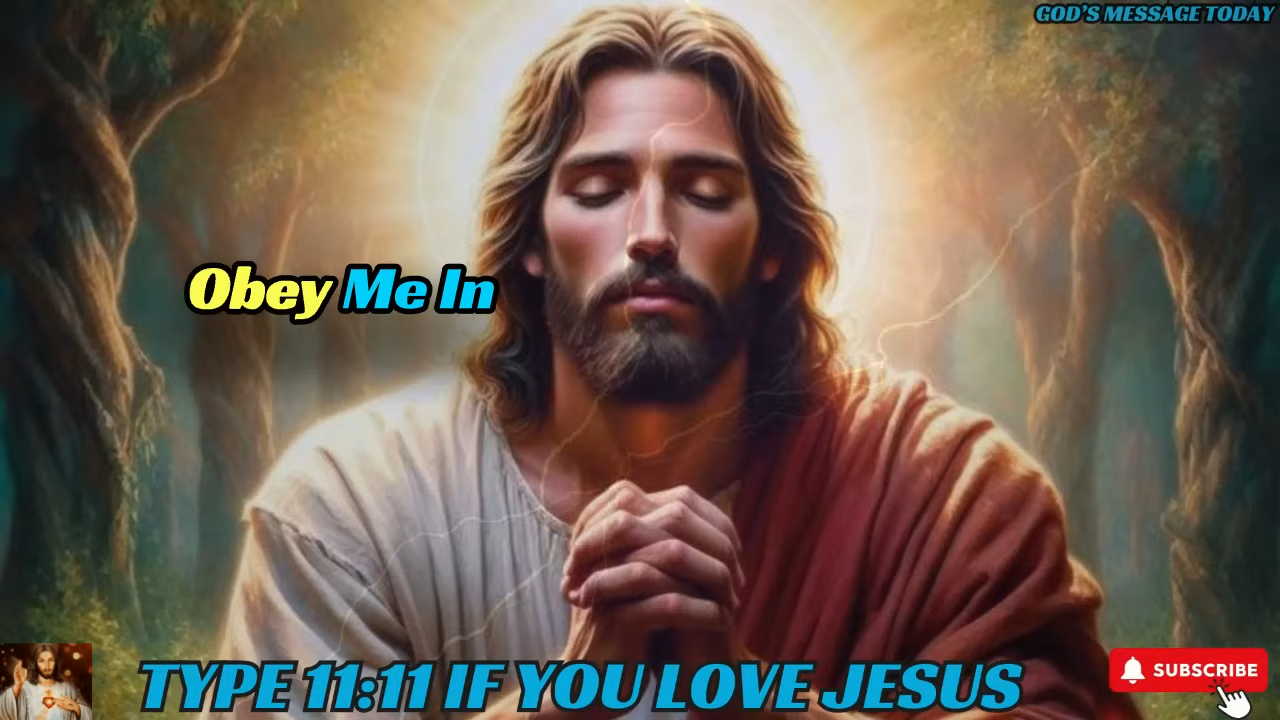 GOD'S MESSAGE TODAY
Obey Me In
TYPE 11:11 IF YOU LOVE JESUS
SUBSCRIBE